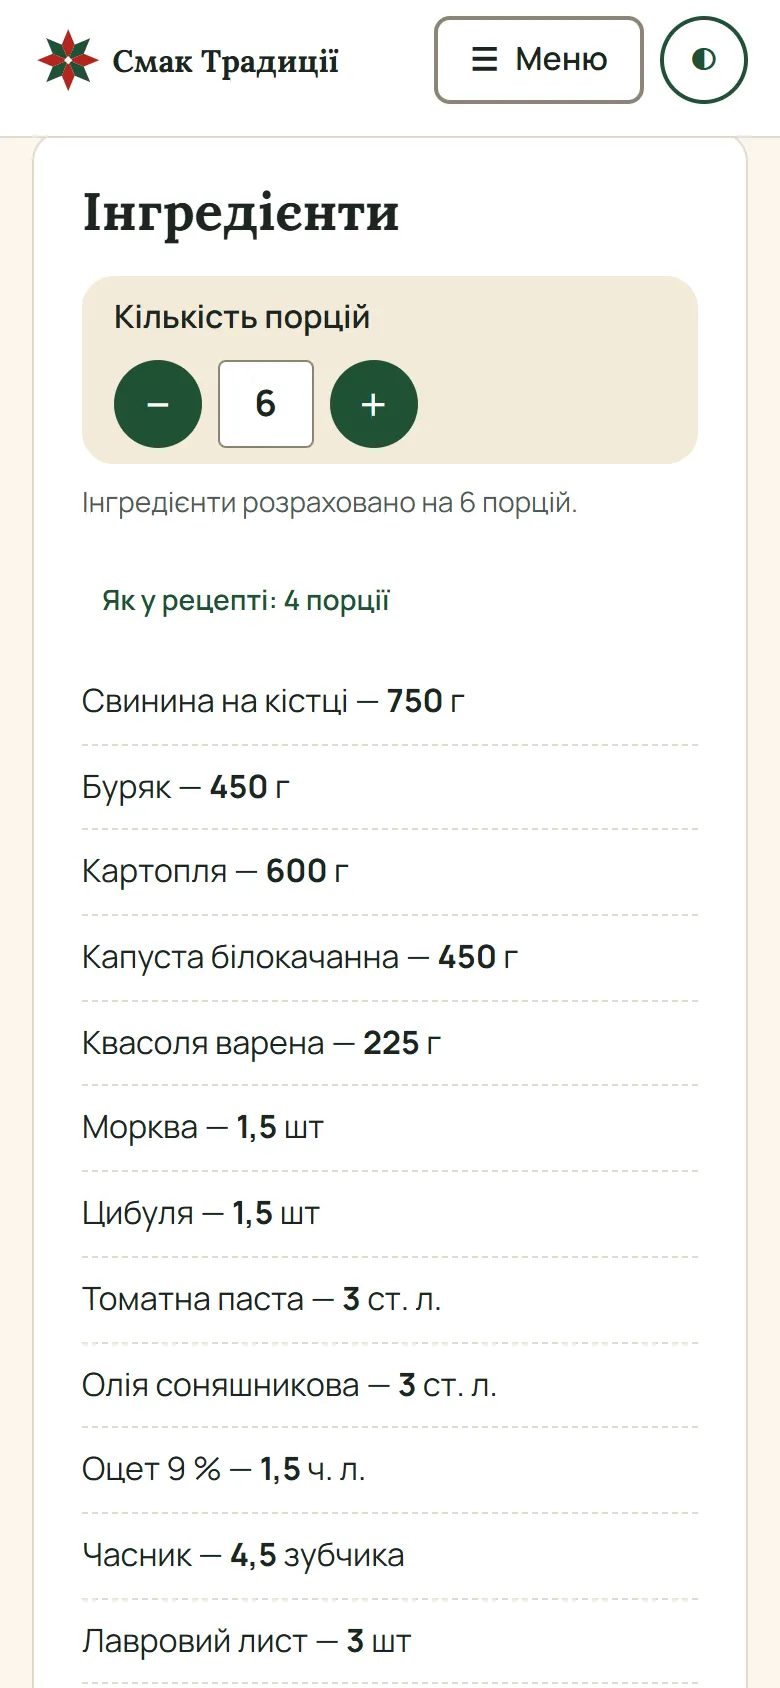 Смак Традиції
☰ Меню
Інгредієнти
Кількість порцій
− 6 +
Інгредієнти розраховано на 6 порцій.
Як у рецепті: 4 порції
Свинина на кістці — 750 г
Буряк — 450 г
Картопля — 600 г
Капуста білокачанна — 450 г
Квасоля варена — 225 г
Морква — 1,5 шт
Цибуля — 1,5 шт
Томатна паста — 3 ст. л.
Олія соняшникова — 3 ст. л.
Оцет 9 % — 1,5 ч. л.
Часник — 4,5 зубчика
Лавровий лист — 3 шт